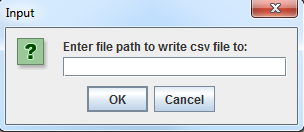 Input
Enter file path to write csv file to:
OK
Cancel